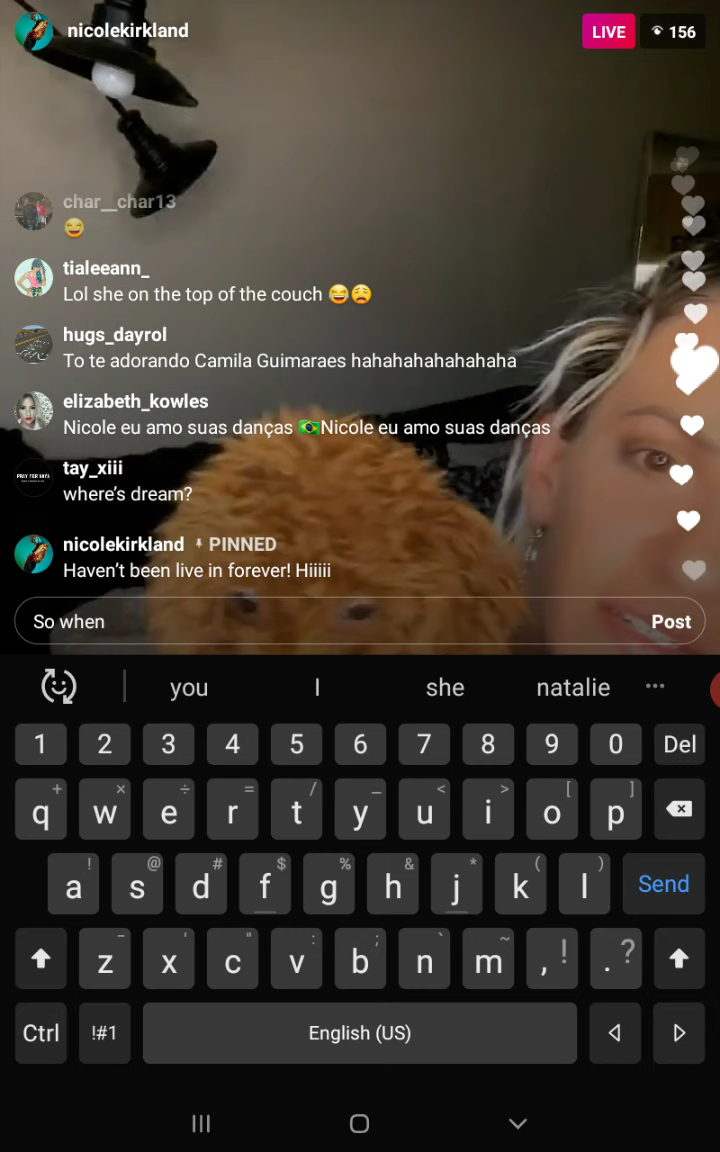 nicolekirkland
LIVE 156
char__char13
😂
tialeeann_
Lol she on the top of the couch 😂😩
hugs_dayrol
To te adorando Camila Guimaraes hahahahahahahaha
elizabeth_kowles
Nicole eu amo suas danças 🇧🇷Nicole eu amo suas danças
tay_xiii
where’s dream?
nicolekirkland PINNED
Haven’t been live in forever! Hiiiii
So when Post
you I she natalie ···
1 2 3 4 5 6 7 8 9 0 Del
+ × ÷ = / _ < > [ ]
q w e r t y u i o p
! @ # $ % & * ( )
a s d f g h j k l Send
- ' " : ; ` ~ ! ?
z x c v b n m , .
Ctrl !#1 English (US)